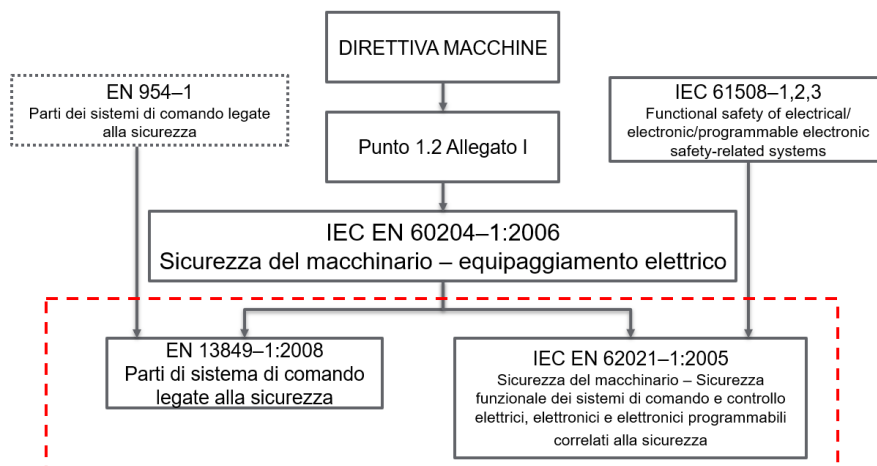 DIRETTIVA MACCHINE
EN 954–1
Parti dei sistemi di comando legate
alla sicurezza
IEC 61508–1,2,3
Functional safety of electrical/
electronic/programmable electronic
safety-related systems
Punto 1.2 Allegato I
IEC EN 60204–1:2006
Sicurezza del macchinario – equipaggiamento elettrico
EN 13849–1:2008
Parti di sistema di comando
legate alla sicurezza
IEC EN 62021–1:2005
Sicurezza del macchinario – Sicurezza
funzionale dei sistemi di comando e controllo
elettrici, elettronici e elettronici programmabili
correlati alla sicurezza